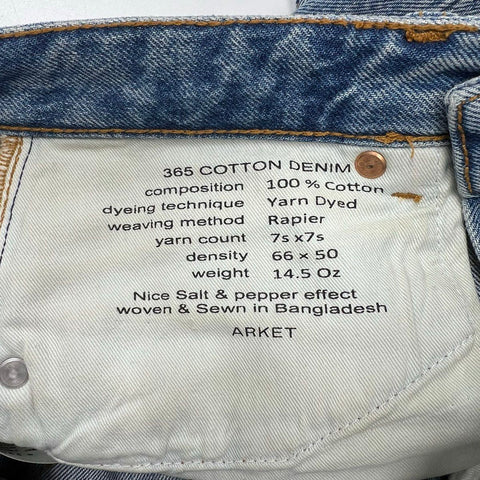 365 COTTON DENIM
composition 100 % Cotton
dyeing technique Yarn Dyed
weaving method Rapier
yarn count 7s x7s
density 66 x 50
weight 14.5 Oz
Nice Salt & pepper effect
woven & Sewn in Bangladesh
ARKET